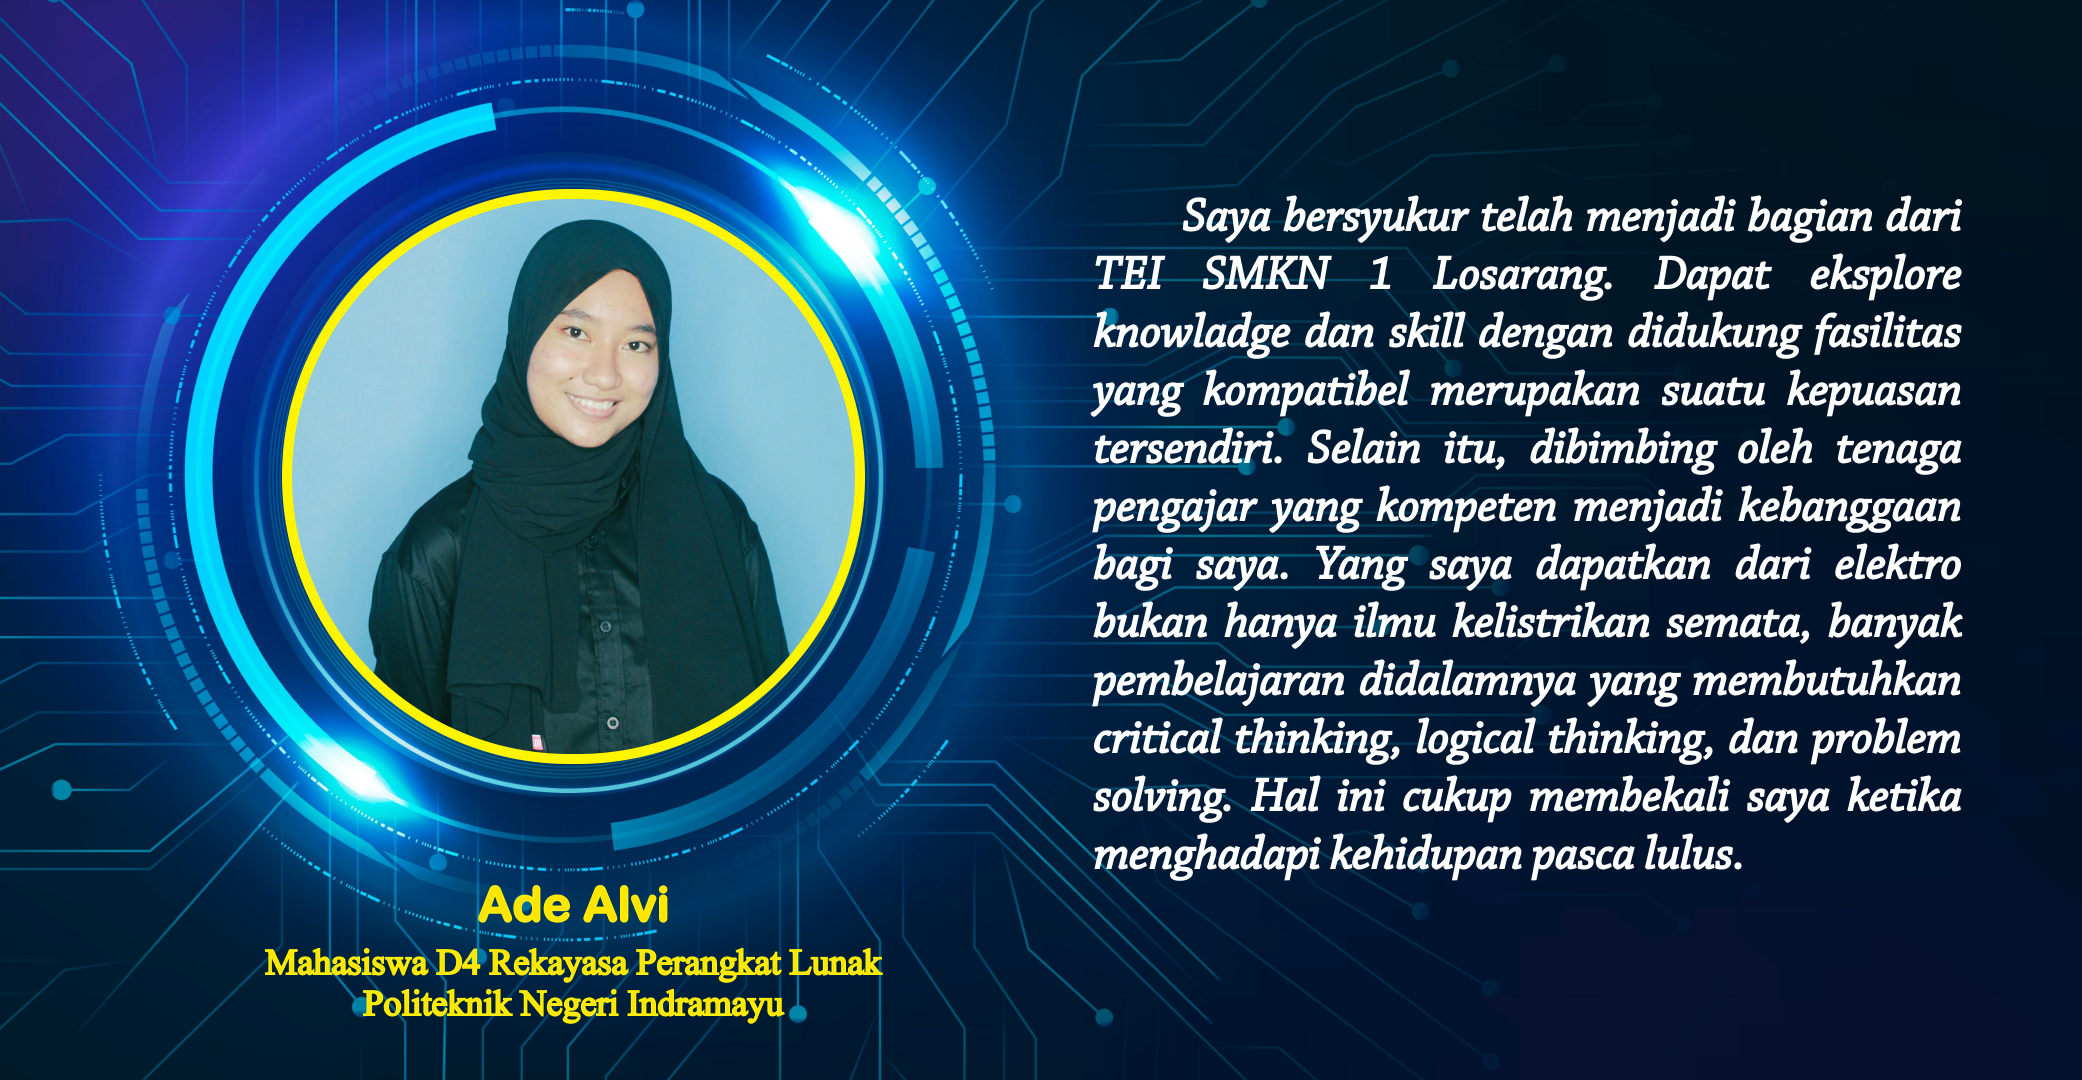 Saya bersyukur telah menjadi bagian dari
TEI SMKN 1 Losarang. Dapat eksplore
knowladge dan skill dengan didukung fasilitas
yang kompatibel merupakan suatu kepuasan
tersendiri. Selain itu, dibimbing oleh tenaga
pengajar yang kompeten menjadi kebanggaan
bagi saya. Yang saya dapatkan dari elektro
bukan hanya ilmu kelistrikan semata, banyak
pembelajaran didalamnya yang membutuhkan
critical thinking, logical thinking, dan problem
solving. Hal ini cukup membekali saya ketika
menghadapi kehidupan pasca lulus.
Ade Alvi
Mahasiswa D4 Rekayasa Perangkat Lunak
Politeknik Negeri Indramayu